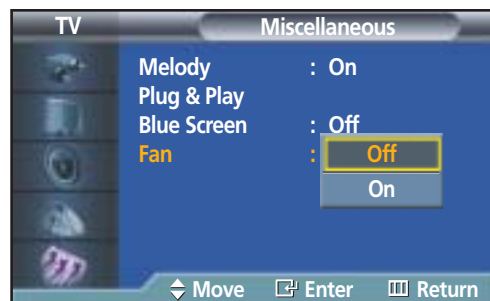 TV Miscellaneous
Melody : On
Plug & Play
Blue Screen : Off
Fan : Off
On
Move Enter Return